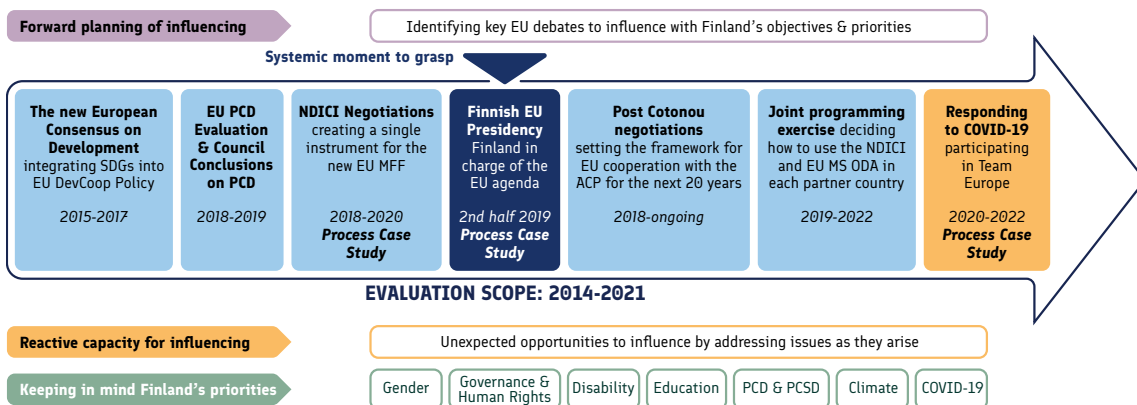 Forward planning of influencing
Identifying key EU debates to influence with Finland's objectives & priorities
Systemic moment to grasp
The new European
Consensus on
Development
integrating SDGs into
EU DevCoop Policy
2015-2017
EU PCD
Evaluation
& Council
Conclusions
on PCD
2018-2019
NDICI Negotiations
creating a single
instrument for the
new EU MFF
2018-2020
Process Case
Study
Finnish EU
Presidency
Finland in
charge of the
EU agenda
2nd half 2019
Process Case
Study
Post Cotonou
negotiations
setting the framework for
EU cooperation with the
ACP for the next 20 years
2018-ongoing
Joint programming
exercise deciding
how to use the NDICI
and EU MS ODA in
each partner country
2019-2022
Responding
to COVID-19
participating
in Team
Europe
2020-2022
Process Case
Study
EVALUATION SCOPE: 2014-2021
Reactive capacity for influencing
Unexpected opportunities to influence by addressing issues as they arise
Keeping in mind Finland's priorities
Gender
Governance &
Human Rights
Disability
Education
PCD & PCSD
Climate
COVID-19